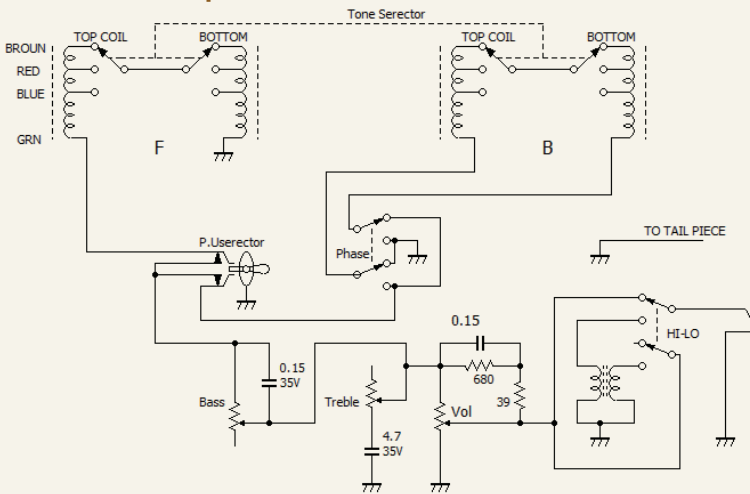 Tone Serector
TOP COIL
BOTTOM
TOP COIL
BOTTOM
BROUN
RED
BLUE
GRN
F
B
P.Userector
Phase
TO TAIL PIECE
HI-LO
0.15
680
39
0.15
35V
Bass
Treble
Vol
4.7
35V